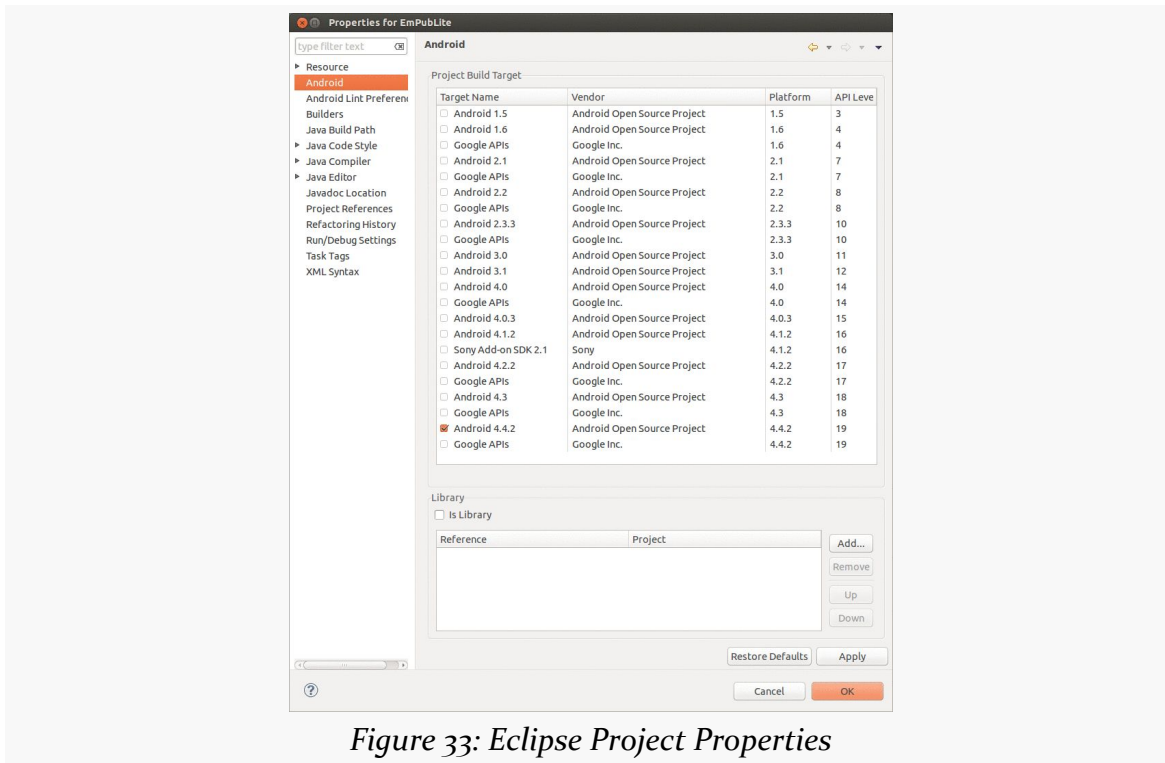 Properties for EmPubLite
type filter text
Android
Resource
Android
Android Lint Preferen
Builders
Java Build Path
Java Code Style
Java Compiler
Java Editor
Javadoc Location
Project References
Refactoring History
Run/Debug Settings
Task Tags
XML Syntax
Project Build Target
Target Name Vendor Platform API Leve
Android 1.5 Android Open Source Project 1.5 3
Android 1.6 Android Open Source Project 1.6 4
Google APIs Google Inc. 1.6 4
Android 2.1 Android Open Source Project 2.1 7
Google APIs Google Inc. 2.1 7
Android 2.2 Android Open Source Project 2.2 8
Google APIs Google Inc. 2.2 8
Android 2.3.3 Android Open Source Project 2.3.3 10
Google APIs Google Inc. 2.3.3 10
Android 3.0 Android Open Source Project 3.0 11
Android 3.1 Android Open Source Project 3.1 12
Android 4.0 Android Open Source Project 4.0 14
Google APIs Google Inc. 4.0 14
Android 4.0.3 Android Open Source Project 4.0.3 15
Android 4.1.2 Android Open Source Project 4.1.2 16
Sony Add-on SDK 2.1 Sony 4.1.2 16
Android 4.2.2 Android Open Source Project 4.2.2 17
Google APIs Google Inc. 4.2.2 17
Android 4.3 Android Open Source Project 4.3 18
Google APIs Google Inc. 4.3 18
Android 4.4.2 Android Open Source Project 4.4.2 19
Google APIs Google Inc. 4.4.2 19
Library
Is Library
Reference Project
Add...
Remove
Up
Down
Restore Defaults Apply
? Cancel OK
Figure 33: Eclipse Project Properties